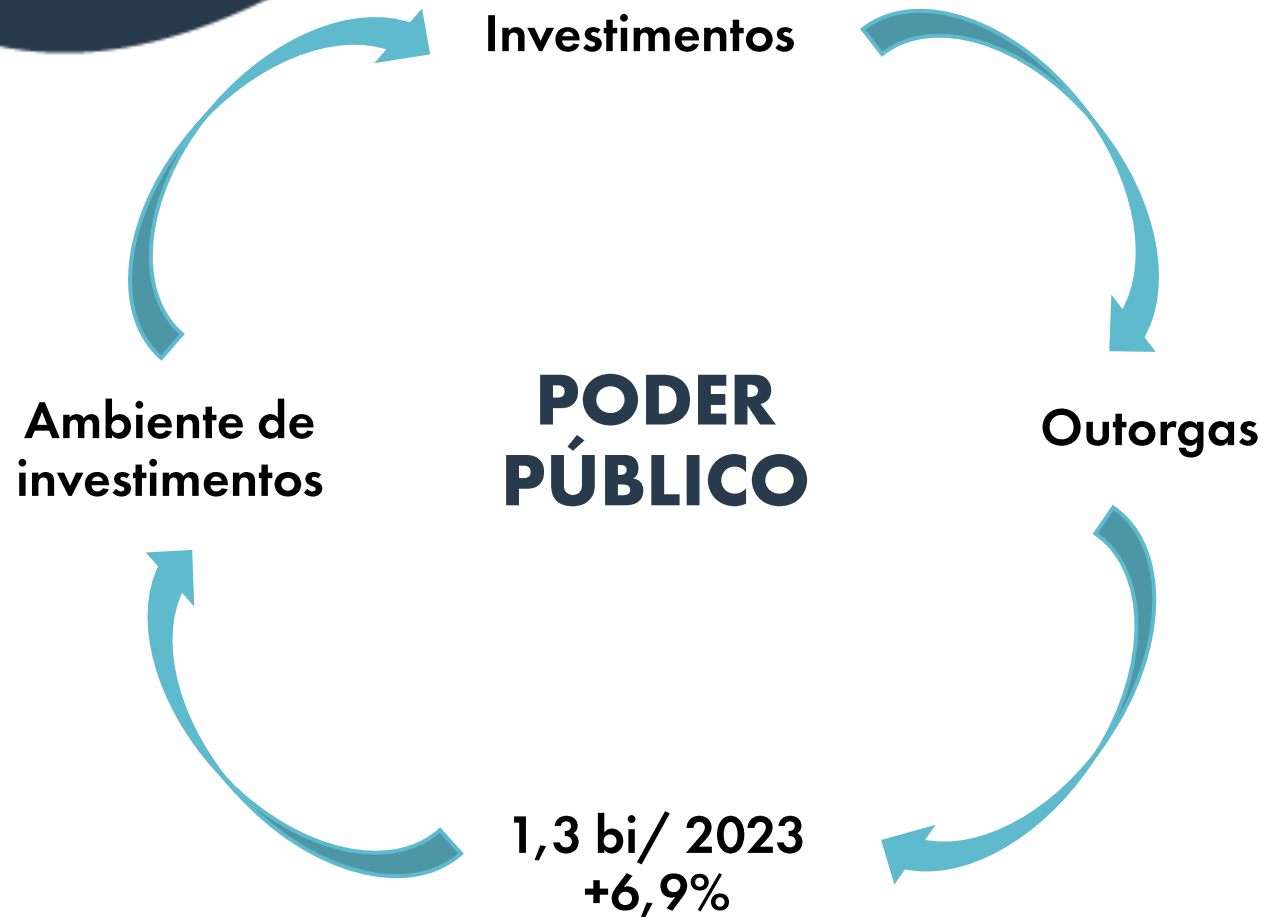 Investimentos
Ambiente de
investimentos
PODER
PÚBLICO
Outorgas
1,3 bi/ 2023
+6,9%